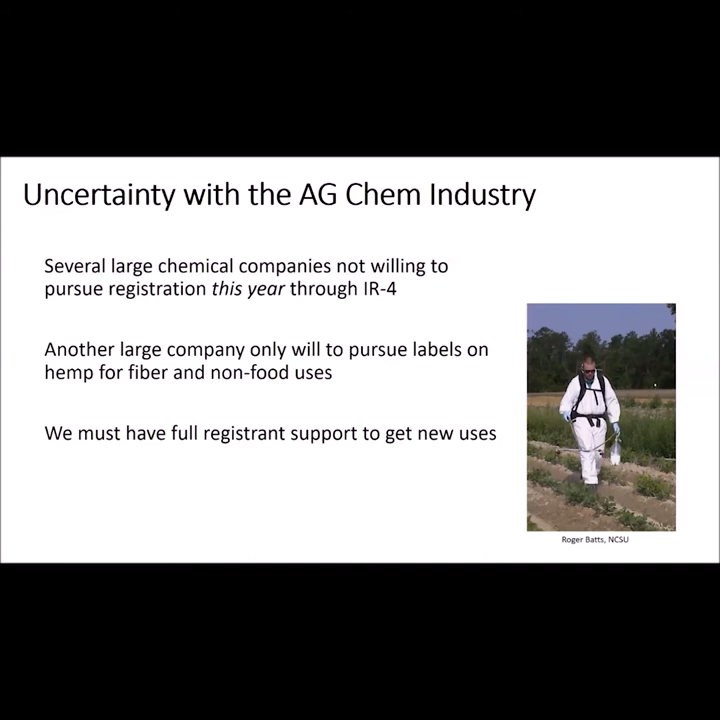 Uncertainty with the AG Chem Industry
Several large chemical companies not willing to
pursue registration this year through IR-4
Another large company only will to pursue labels on
hemp for fiber and non-food uses
We must have full registrant support to get new uses
Roger Batts, NCSU